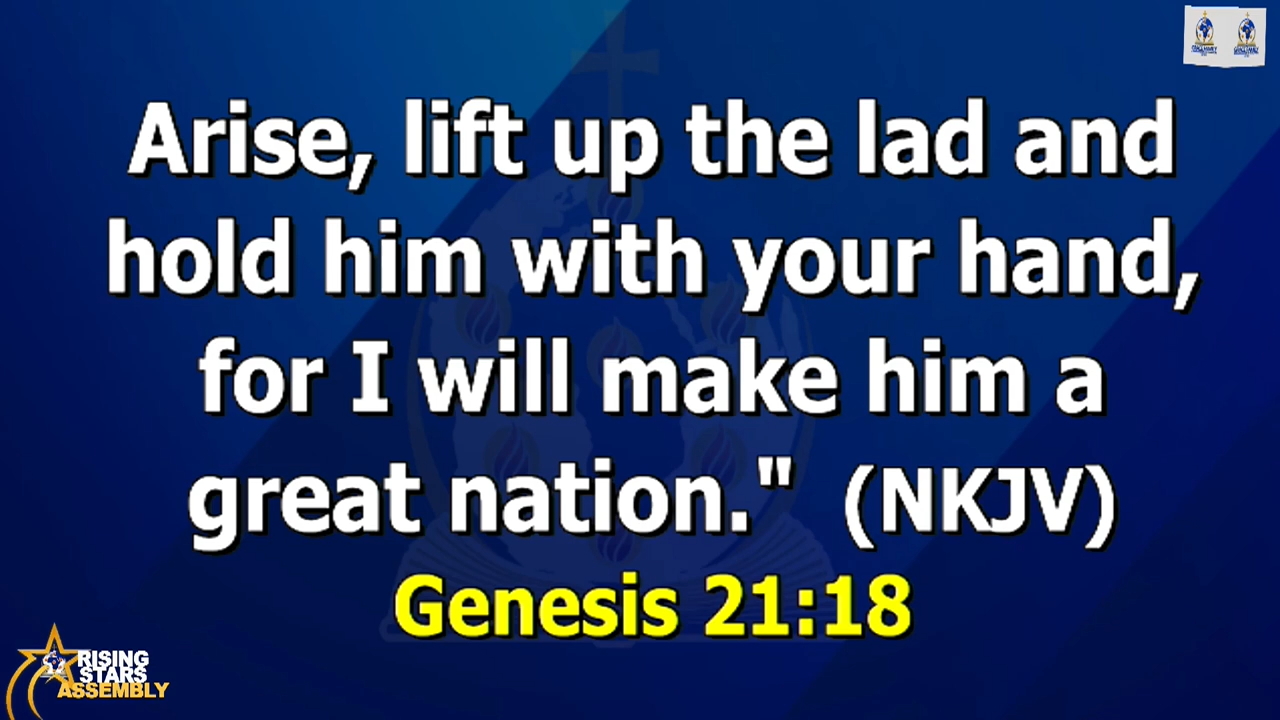 Arise, lift up the lad and
hold him with your hand,
for I will make him a
great nation." (NKJV)
Genesis 21:18
RISING
STARS
ASSEMBLY